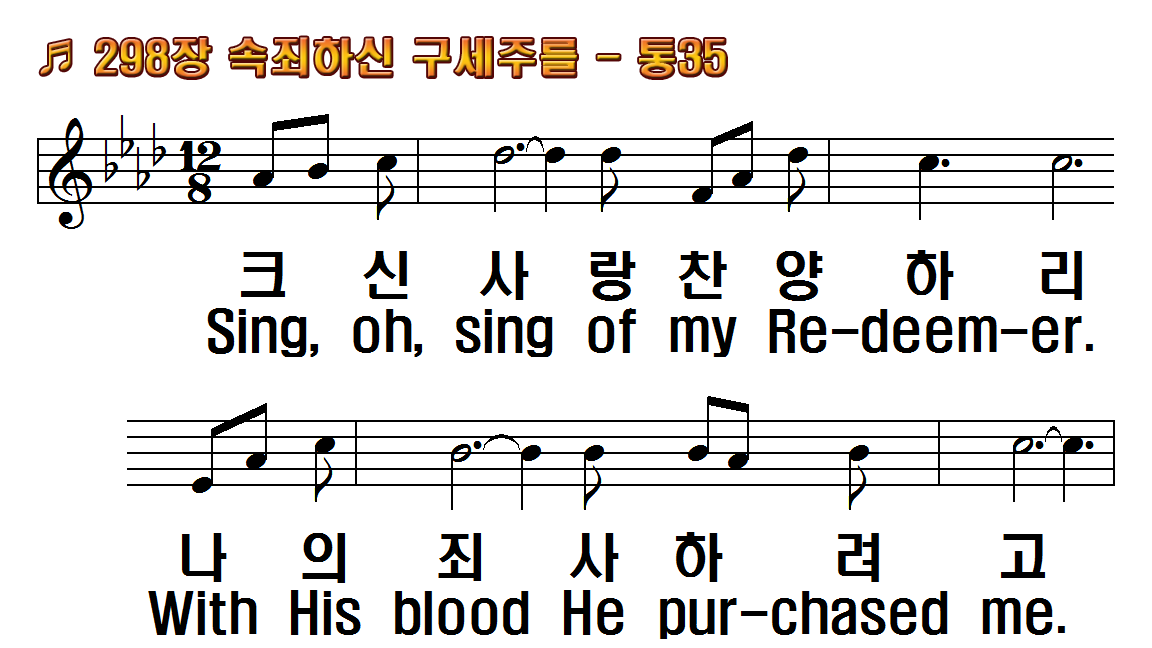 298장 속죄하신 구세주를 - 통35
12
8
크 신 사 랑 찬 양 하 리
Sing, oh, sing of my Re-deem-er.
나 의 죄 사 하 려 고
With His blood He pur-chased me.